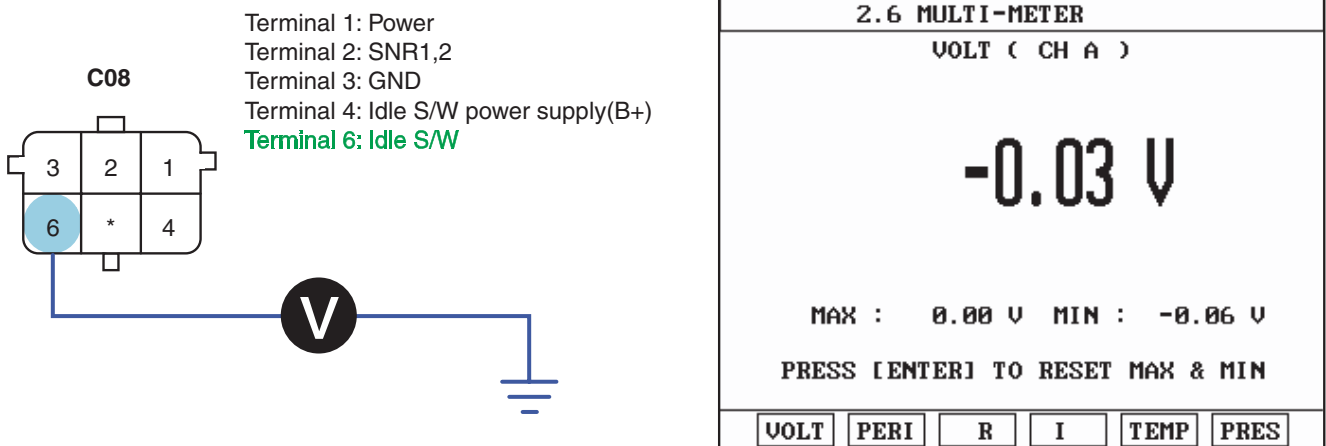 Terminal 1: Power
Terminal 2: SNR1,2
C08
Terminal 3: GND
Terminal 4: Idle S/W power supply(B+)
Terminal 6: Idle S/W
3 2 1
6 * 4
V
2.6 MULTI-METER
VOLT ( CH A )
-0.03 V
MAX : 0.00 V MIN : -0.06 V
PRESS [ENTER] TO RESET MAX & MIN
VOLT PERI R I TEMP PRES